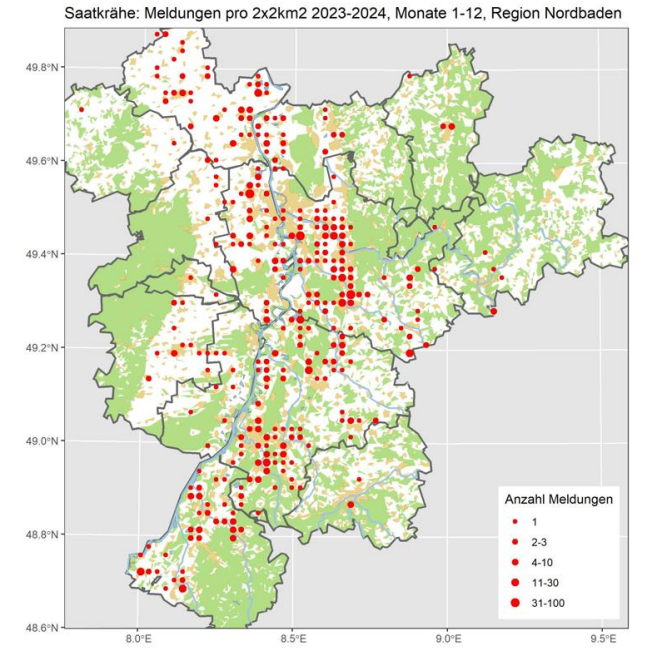 Saatkrähe: Meldungen pro 2x2km2 2023-2024, Monate 1-12, Region Nordbaden
49.8°N
49.6°N
49.4°N
49.2°N
49.0°N
48.8°N
48.6°N
Anzahl Meldungen
1
2-3
4-10
11-30
31-100
8.0°E 8.5°E 9.0°E 9.5°E